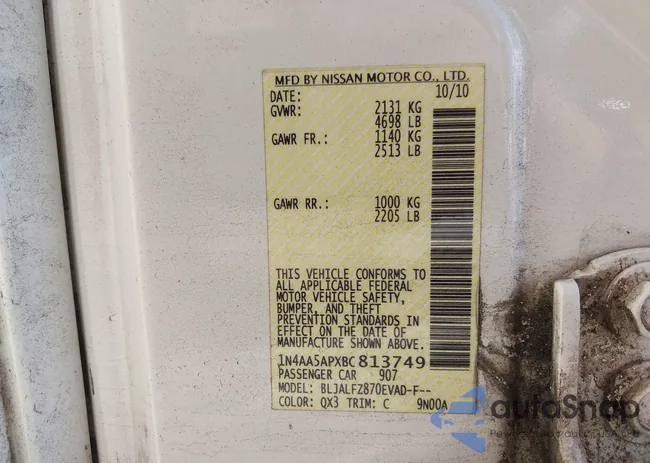 MFD BY NISSAN MOTOR CO., LTD.
DATE: 10/10
GVWR: 2131 KG
4698 LB
GAWR FR.: 1140 KG
2513 LB
GAWR RR.: 1000 KG
2205 LB
THIS VEHICLE CONFORMS TO
ALL APPLICABLE FEDERAL
MOTOR VEHICLE SAFETY,
BUMPER, AND THEFT
PREVENTION STANDARDS
IN EFFECT ON THE DATE OF
MANUFACTURE SHOWN ABOVE.
1N4AA5APXBC813749
PASSENGER CAR 907
MODEL: BLJALFZ870EVAD-F--
COLOR: QX3 TRIM: C 9N00A
autoSnap